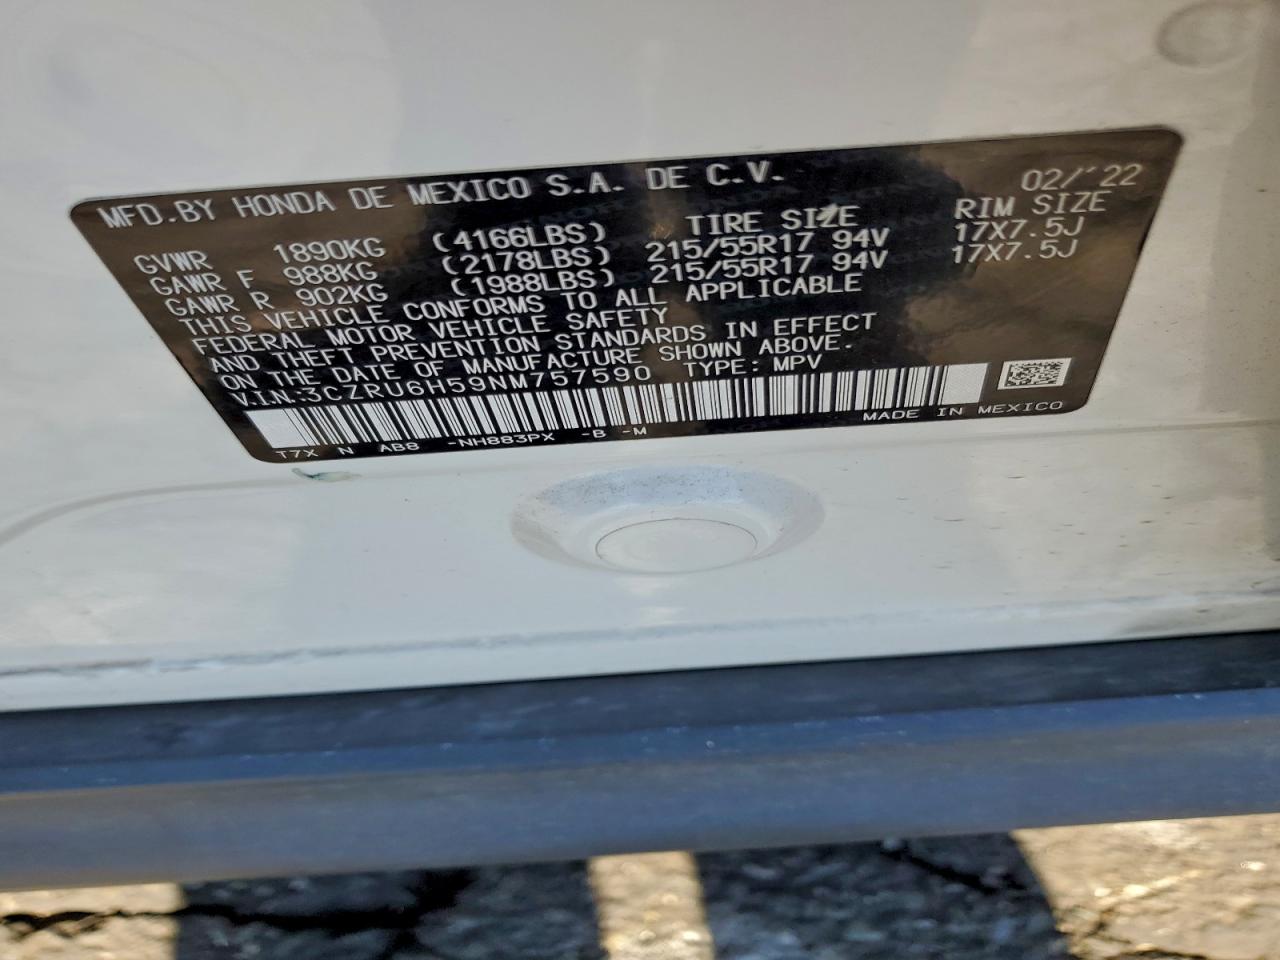 MFD.BY HONDA DE MEXICO S.A. DE C.V. 02/'22
TIRE SIZE RIM SIZE
GVWR 1890KG (4166LBS)
GAWR F 988KG (2178LBS) 215/55R17 94V 17X7.5J
GAWR R 902KG (1988LBS) 215/55R17 94V 17X7.5J
THIS VEHICLE CONFORMS TO ALL APPLICABLE
FEDERAL MOTOR VEHICLE SAFETY
AND THEFT PREVENTION STANDARDS IN EFFECT
ON THE DATE OF MANUFACTURE SHOWN ABOVE.
V.I.N:3CZRU6H59NM757590 TYPE:MPV
T7X N AB8 -NH883PX -B -M MADE IN MEXICO